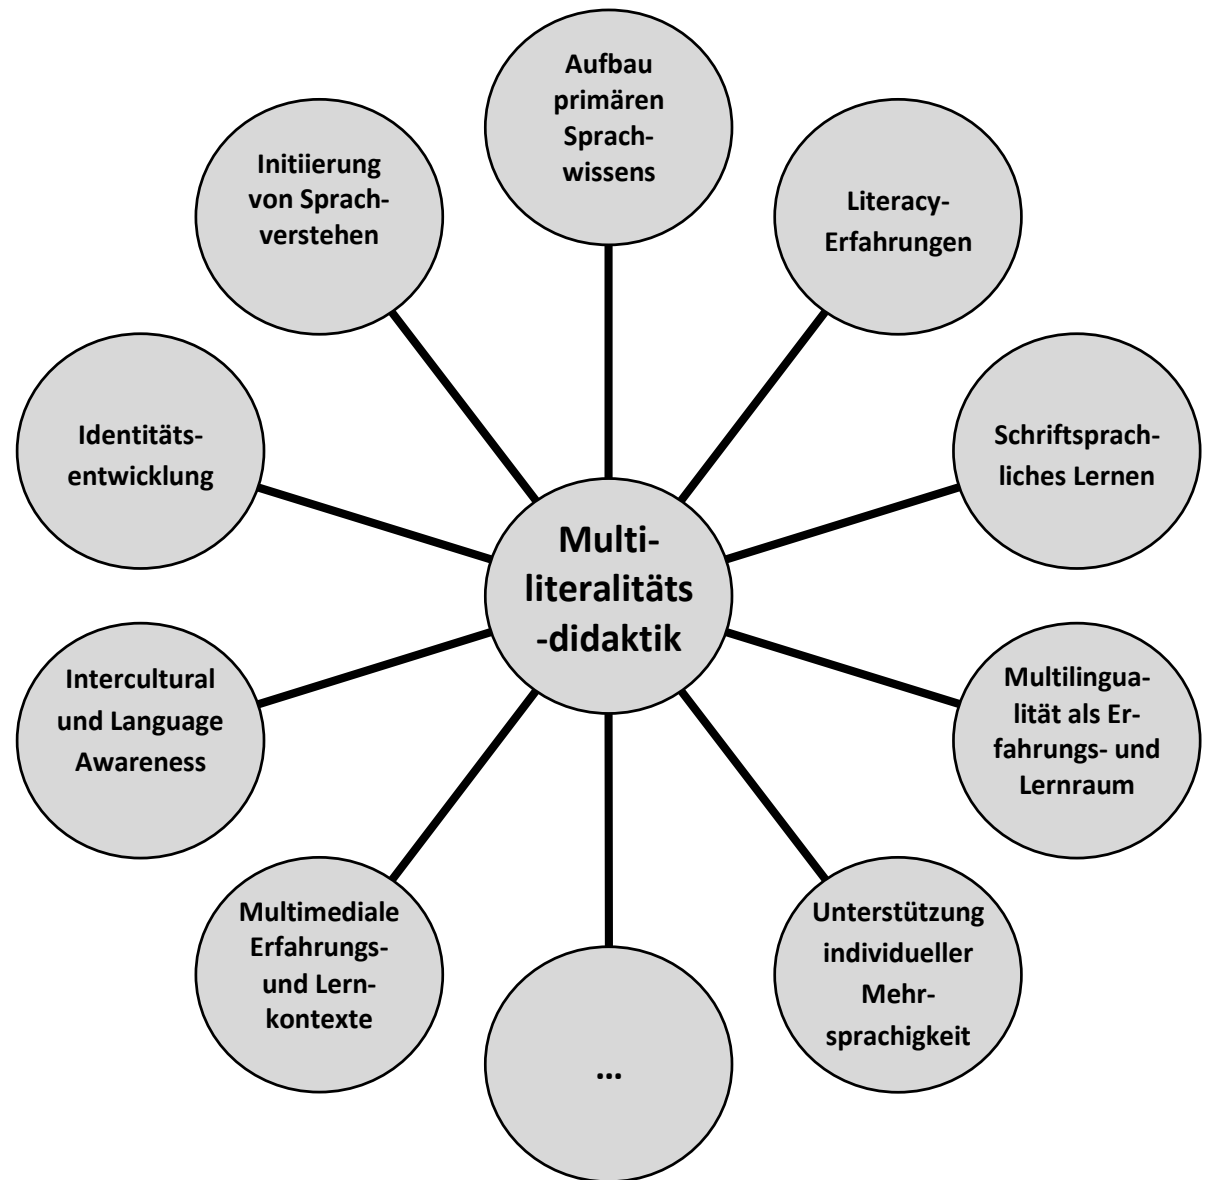 Aufbau
primären
Sprach-
wissens
Initiierung
von Sprach-
verstehen
Literacy-
Erfahrungen
Identitäts-
entwicklung
Schriftsprach-
liches Lernen
Multi-
literalitäts
-didaktik
Intercultural
und Language
Awareness
Multilingua-
lität als Er-
fahrungs- und
Lernraum
Multimediale
Erfahrungs-
und Lern-
kontexte
Unterstützung
individueller
Mehr-
sprachigkeit
...